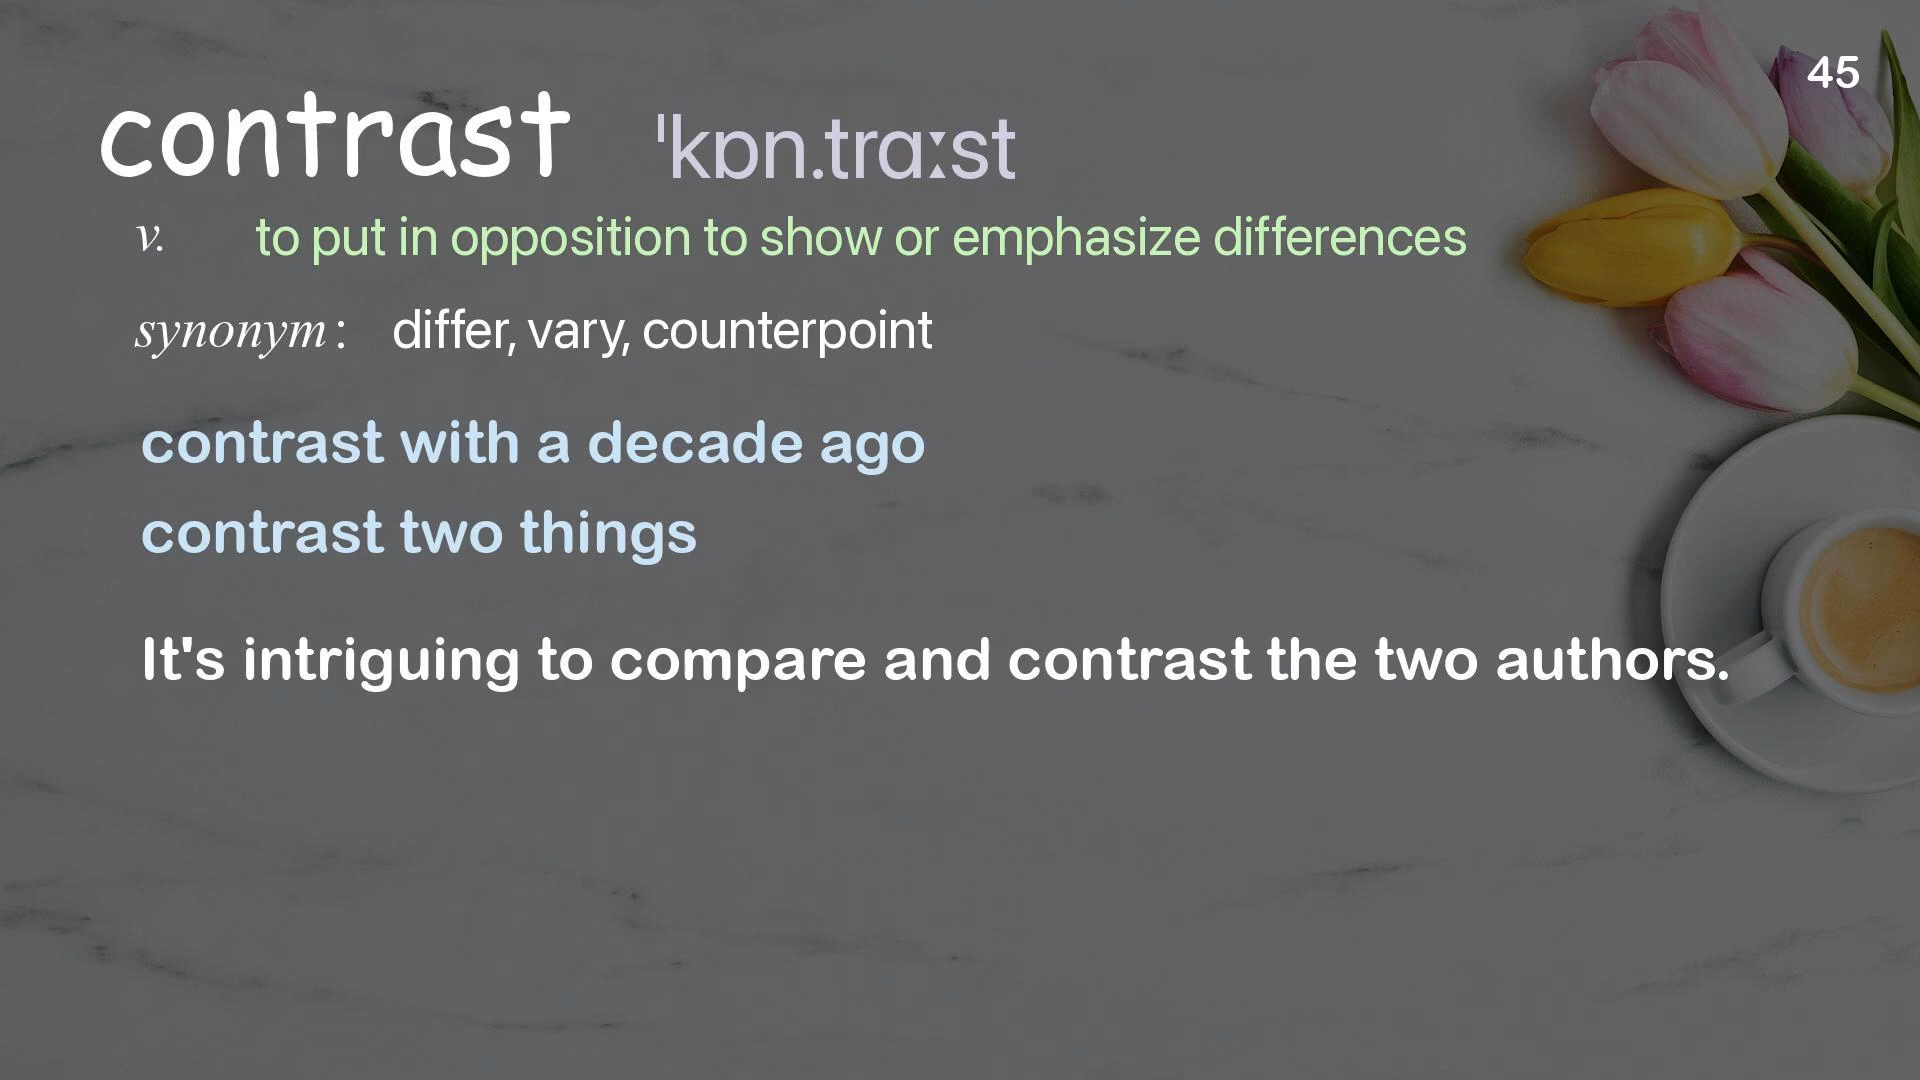 45
contrast ˈkɒn.trɑːst
v. to put in opposition to show or emphasize differences
synonym: differ, vary, counterpoint
contrast with a decade ago
contrast two things
It's intriguing to compare and contrast the two authors.